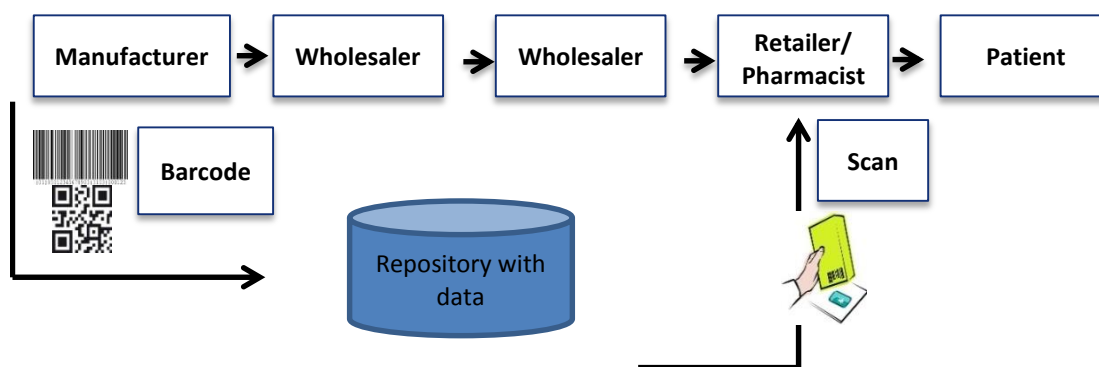 Manufacturer
Wholesaler
Wholesaler
Retailer/
Pharmacist
Patient
Barcode
Scan
Repository with
data